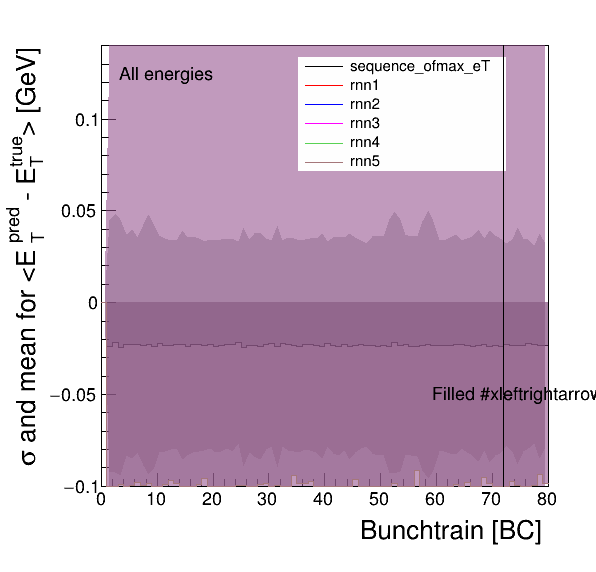 All energies
sequence_ofmax_eT
rnn1
rnn2
rnn3
rnn4
rnn5
σ and mean for <E_T^pred - E_T^true> [GeV]
0.1
0.05
0
−0.05
−0.1
Filled #xleftrightarrow
0 10 20 30 40 50 60 70 80
Bunchtrain [BC]